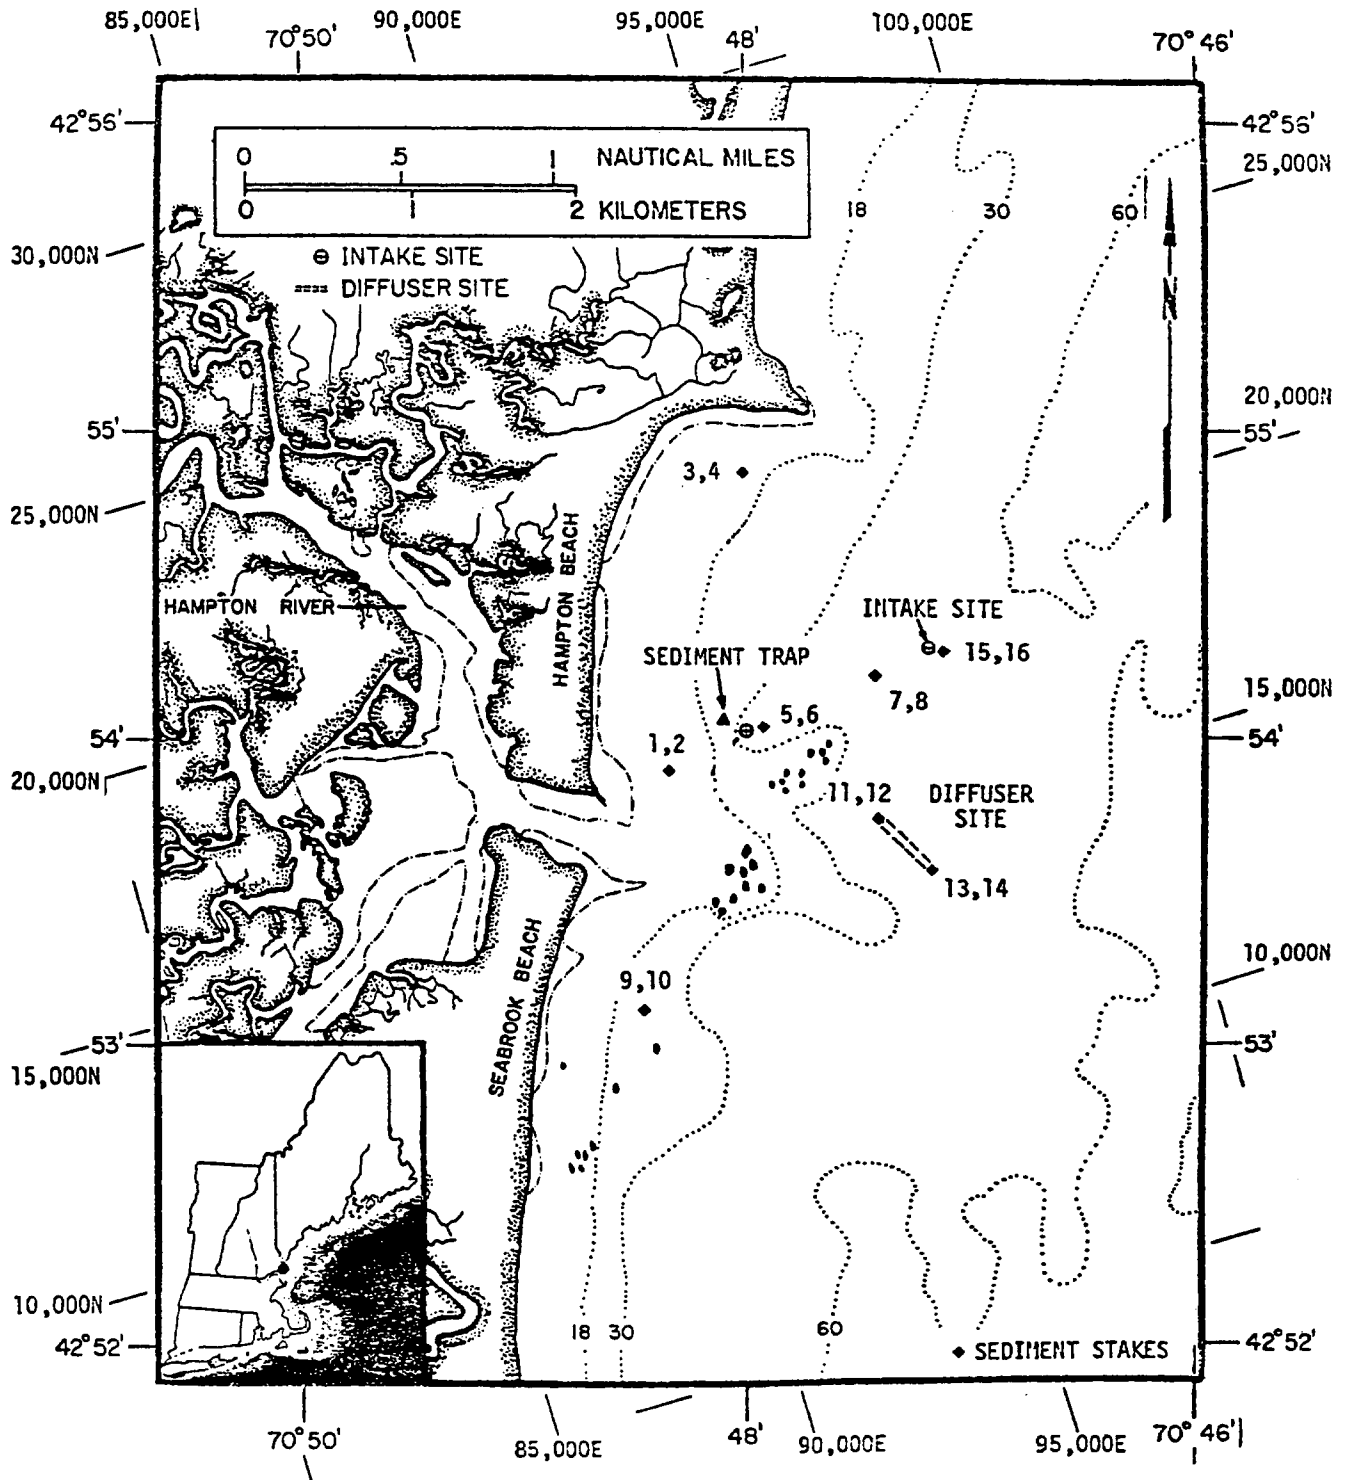 85,000E
70°50'
90,000E
95,000E
48'
100,000E
70°46'
42°56'
42°56'
25,000N
0 .5 1 NAUTICAL MILES
0 1 2 KILOMETERS
18
30
60
30,000N
INTAKE SITE
DIFFUSER SITE
N
20,000N
55'
55'
3,4
25,000N
HAMPTON BEACH
HAMPTON RIVER
INTAKE SITE
15,16
SEDIMENT TRAP
7,8
15,000N
5,6
54'
54'
1,2
20,000N
11,12
DIFFUSER
SITE
13,14
SEABROOK BEACH
9,10
10,000N
53'
53'
15,000N
10,000N
18
30
60
42°52'
42°52'
SEDIMENT STAKES
70°50'
85,000E
48'
90,000E
95,000E
70°46'